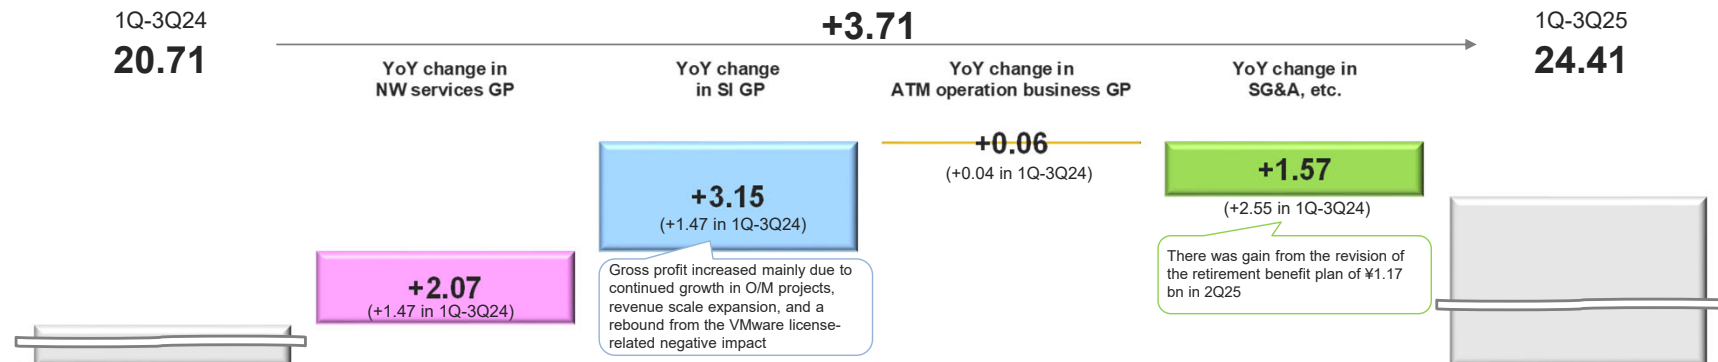 1Q-3Q24
20.71
+3.71
1Q-3Q25
24.41
YoY change in
NW services GP
YoY change
in SI GP
YoY change in
ATM operation business GP
YoY change in
SG&A, etc.
+2.07
(+1.47 in 1Q-3Q24)
+3.15
(+1.47 in 1Q-3Q24)
Gross profit increased mainly due to
continued growth in O/M projects,
revenue scale expansion, and a
rebound from the VMware license-
related negative impact
+0.06
(+0.04 in 1Q-3Q24)
+1.57
(+2.55 in 1Q-3Q24)
There was gain from the revision of
the retirement benefit plan of ¥1.17
bn in 2Q25